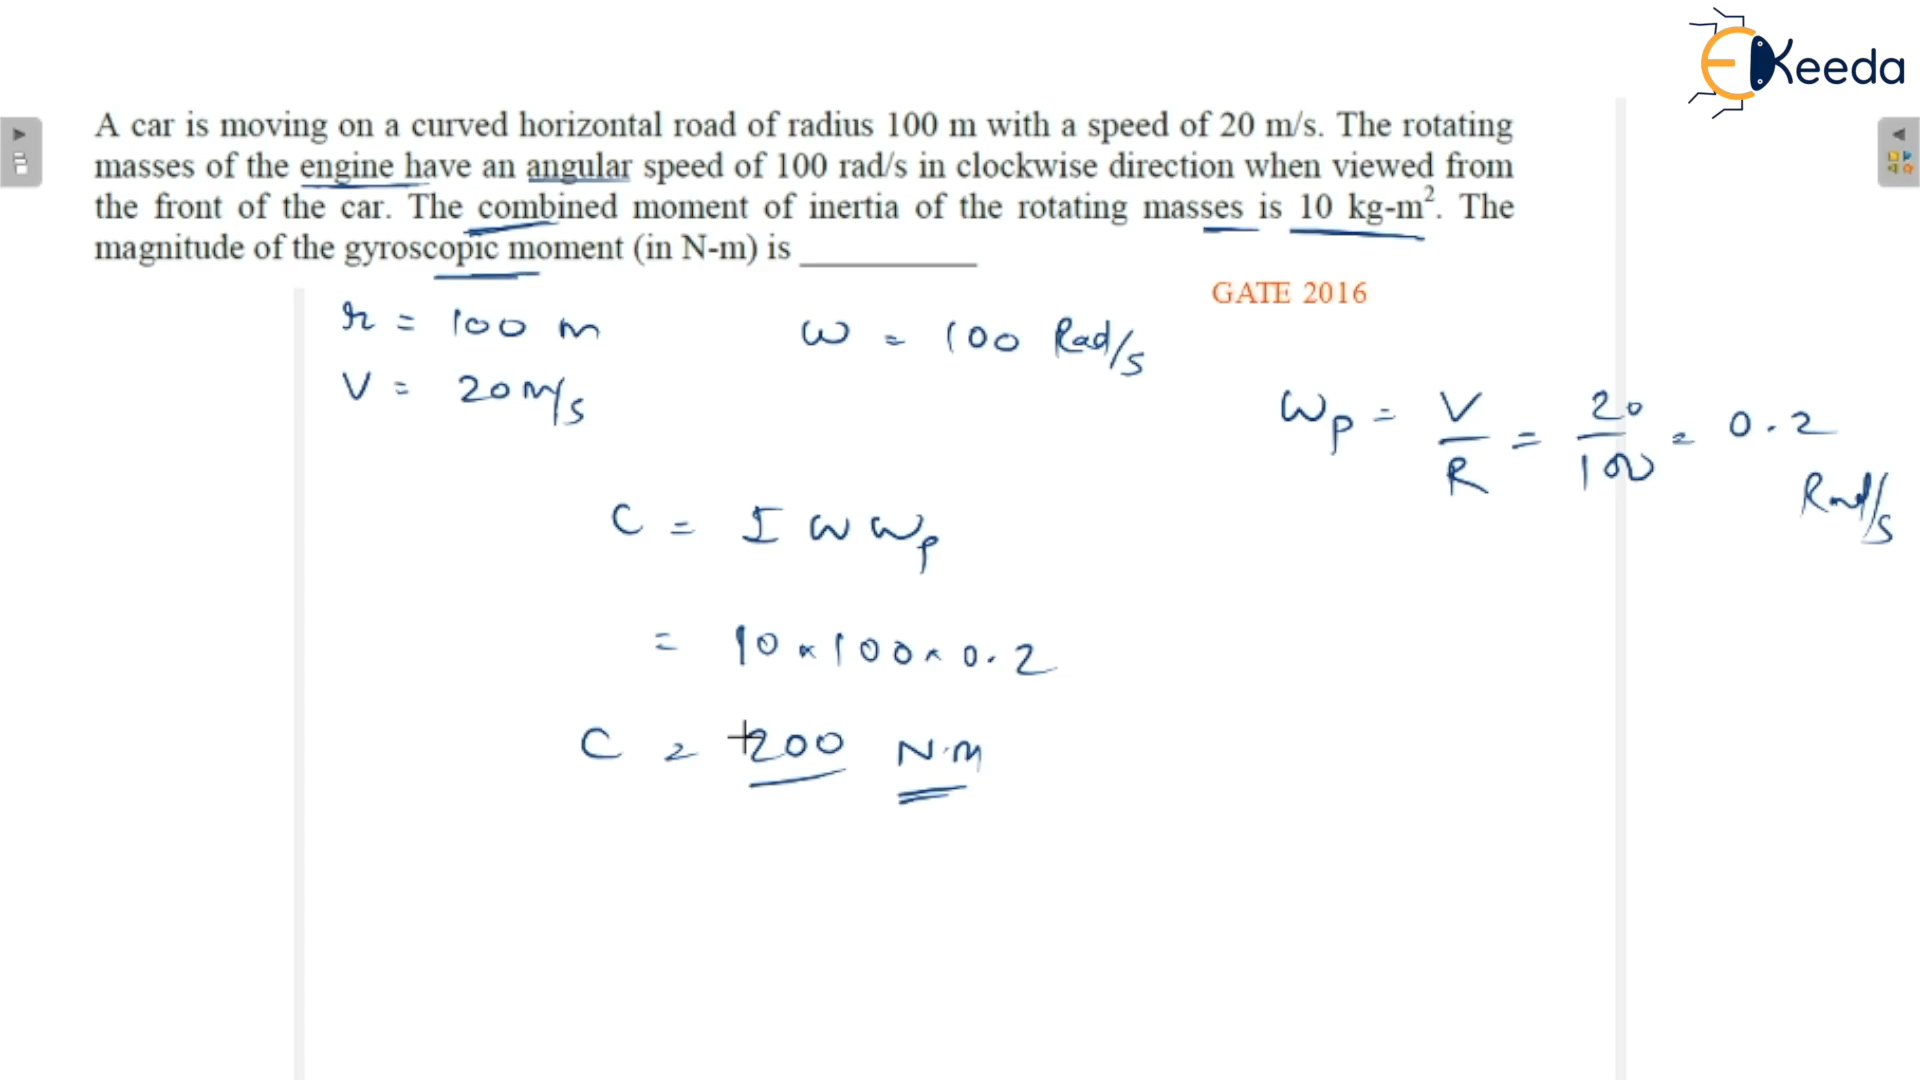 EKeeda
A car is moving on a curved horizontal road of radius 100 m with a speed of 20 m/s. The rotating
masses of the engine have an angular speed of 100 rad/s in clockwise direction when viewed from
the front of the car. The combined moment of inertia of the rotating masses is 10 kg-m². The
magnitude of the gyroscopic moment (in N-m) is __________
GATE 2016
r = 100 m
ω = 100 Rad/s
V = 20 m/s
ωp = V/R = 20/100 = 0.2 Rad/s
C = I ω ωp
= 10 × 100 × 0.2
C = 200 N.m